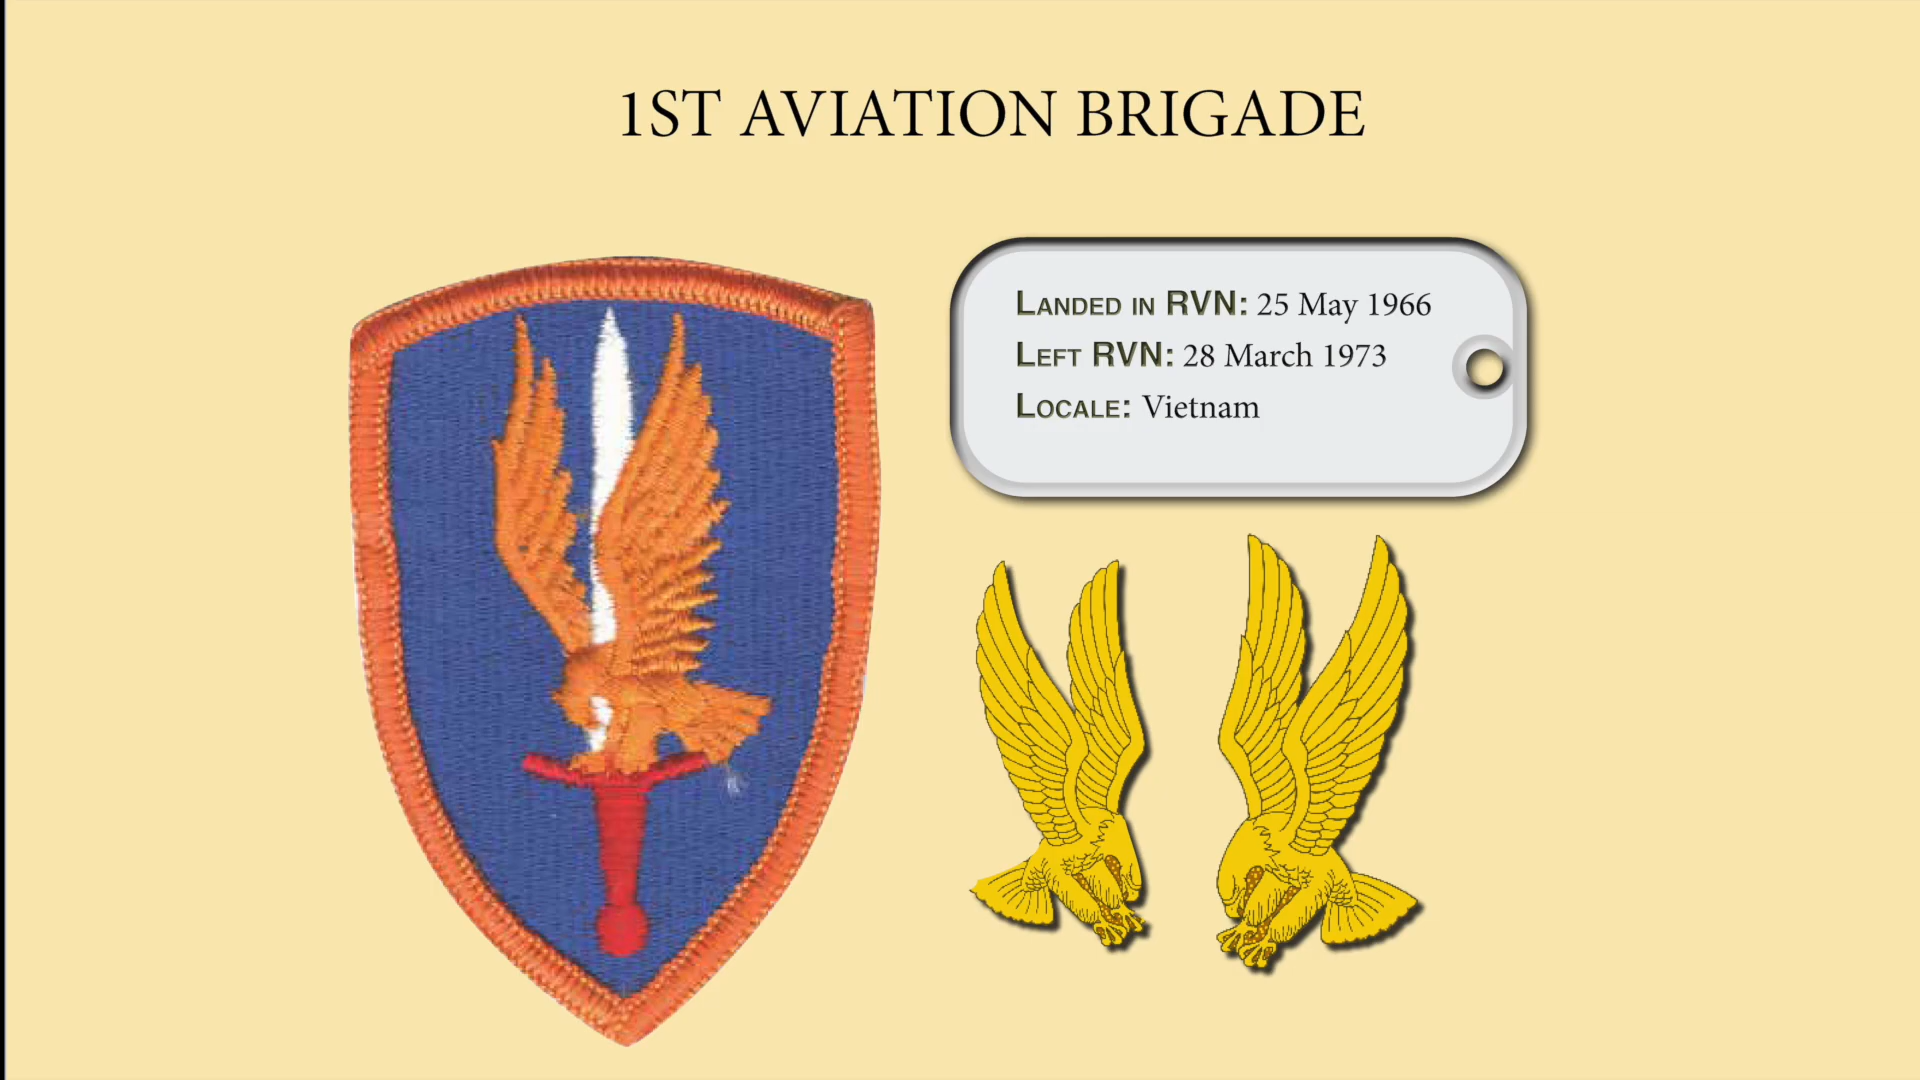 1ST AVIATION BRIGADE
LANDED IN RVN: 25 May 1966
LEFT RVN: 28 March 1973
LOCALE: Vietnam